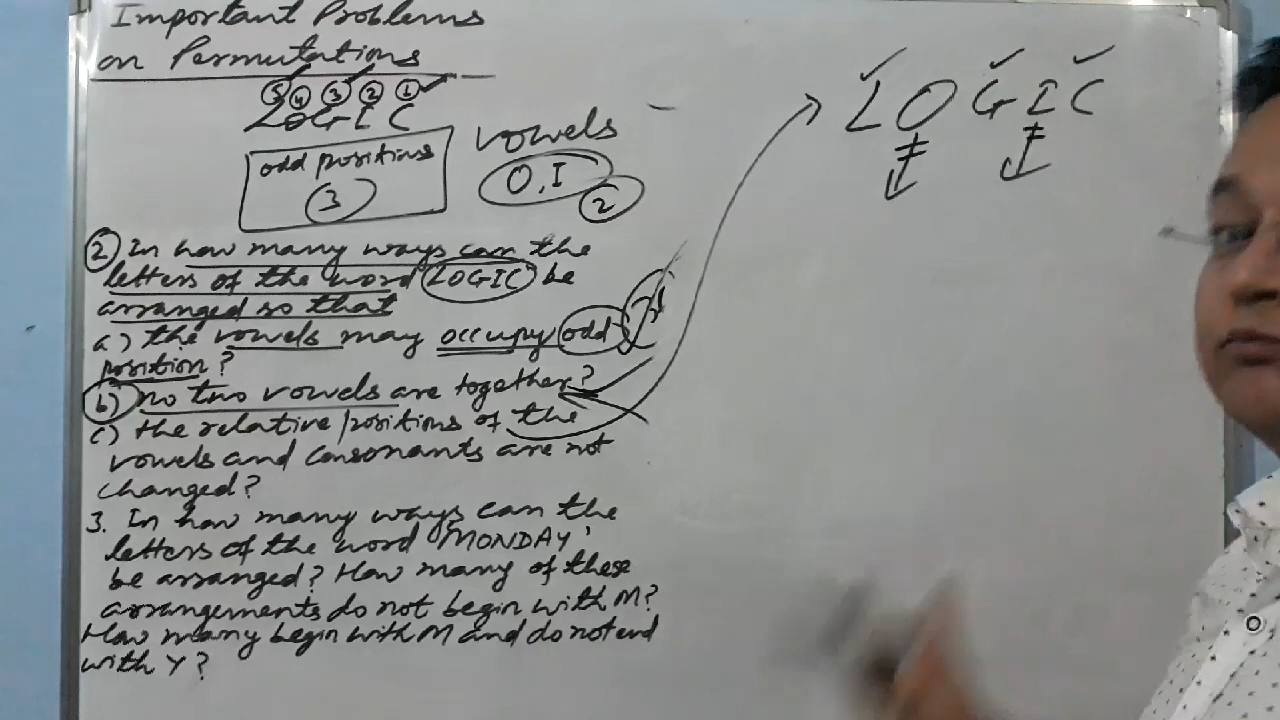 Important Problems
on Permutations
5 4 3 2 1
LOGIC
odd positions
3
vowels
O, I
2
2 In how many ways can the
letters of the word LOGIC be
arranged so that
a) the vowels may occupy odd
position?
b) no two vowels are together?
c) the relative positions of the
vowels and consonants are not
changed?
3. In how many ways can the
letters of the word 'MONDAY'
be arranged? How many of these
arrangements do not begin with M?
How many begin with M and do not end
with Y?
LOGIC